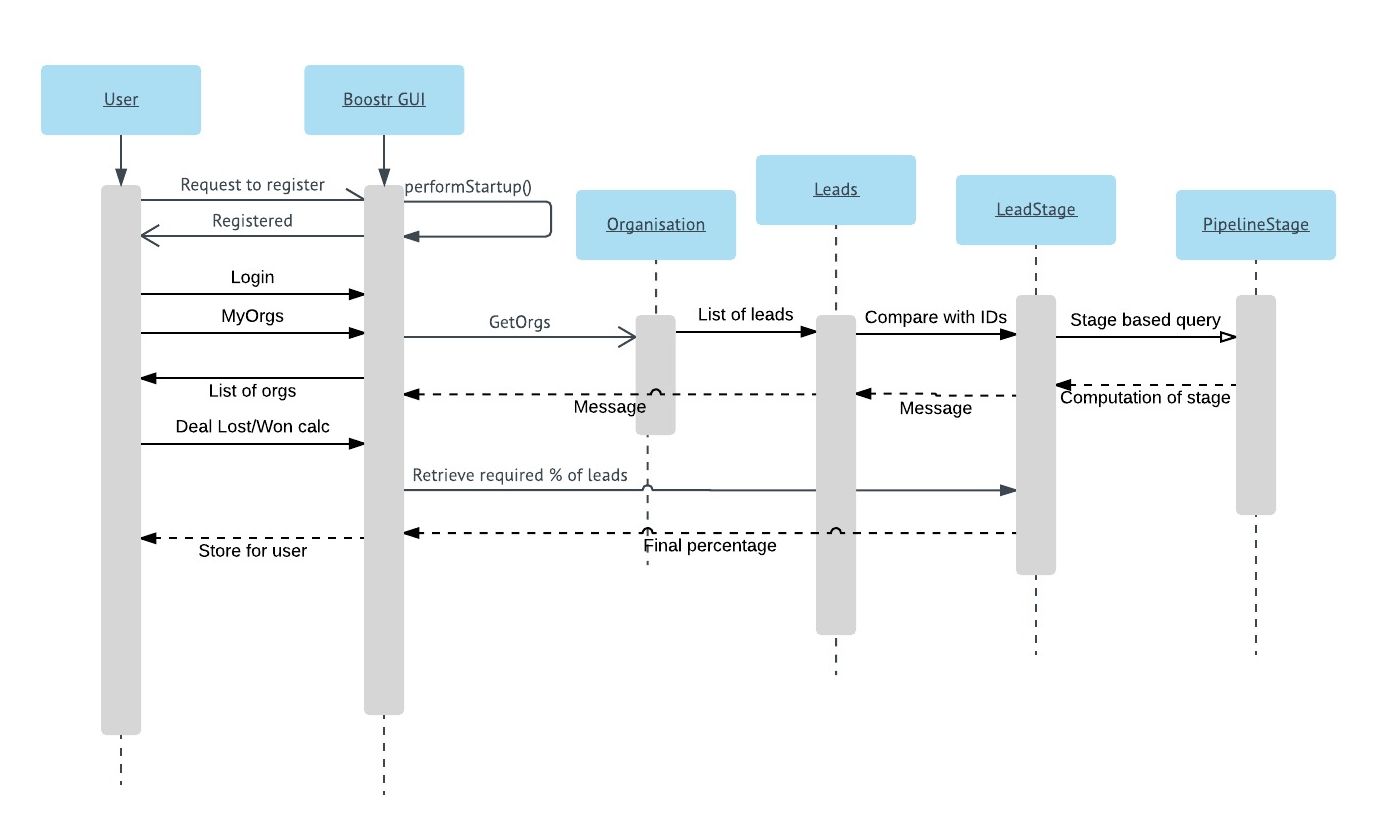 User
Boostr GUI
Leads
LeadStage
Organisation
PipelineStage
Request to register
performStartup()
Registered
Login
MyOrgs
GetOrgs
List of leads
Compare with IDs
Stage based query
List of orgs
Message
Message
Computation of stage
Deal Lost/Won calc
Retrieve required % of leads
Store for user
Final percentage